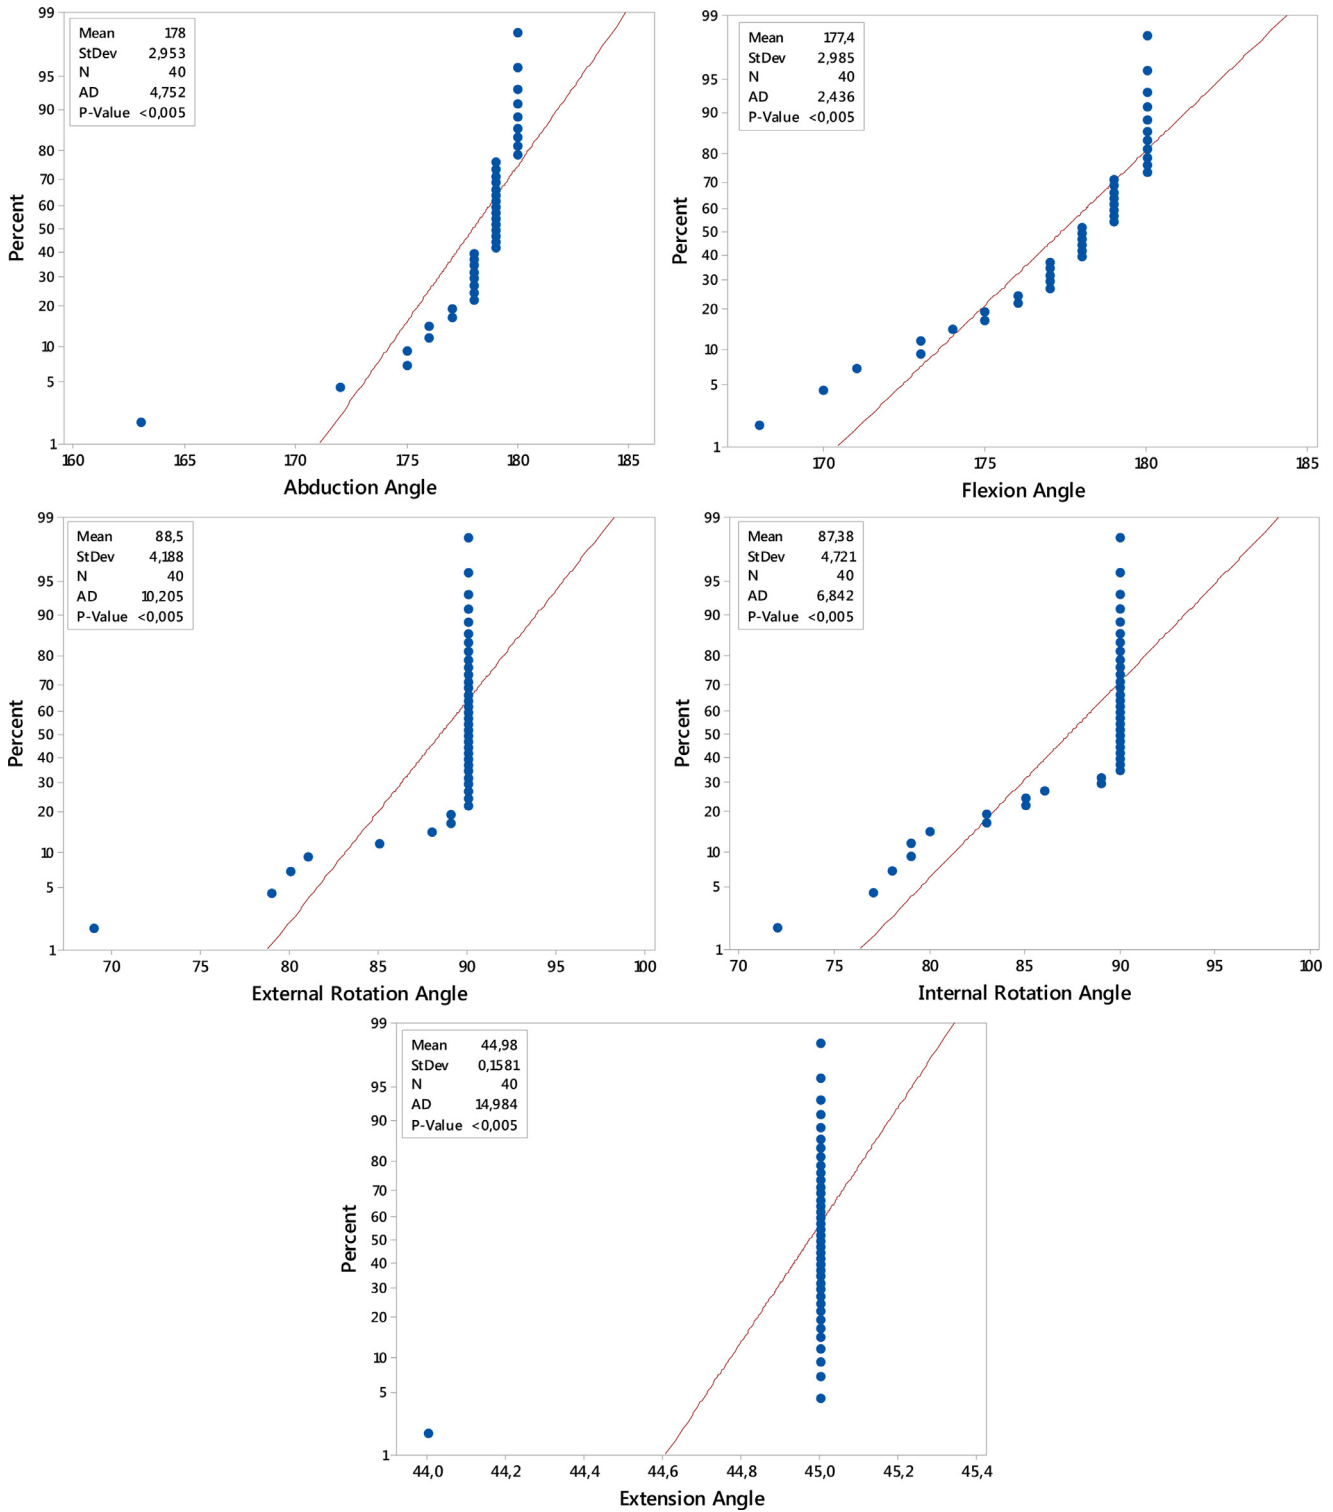 Mean 178
StDev 2,953
N 40
AD 4,752
P-Value <0,005
99
95
90
80
70
60
50
40
30
20
10
5
1
Percent
160 165 170 175 180 185
Abduction Angle
Mean 177,4
StDev 2,985
N 40
AD 2,436
P-Value <0,005
99
95
90
80
70
60
50
40
30
20
10
5
1
Percent
170 175 180 185
Flexion Angle
Mean 88,5
StDev 4,188
N 40
AD 10,205
P-Value <0,005
99
95
90
80
70
60
50
40
30
20
10
5
1
Percent
70 75 80 85 90 95 100
External Rotation Angle
Mean 87,38
StDev 4,721
N 40
AD 6,842
P-Value <0,005
99
95
90
80
70
60
50
40
30
20
10
5
1
Percent
70 75 80 85 90 95 100
Internal Rotation Angle
Mean 44,98
StDev 0,1581
N 40
AD 14,984
P-Value <0,005
99
95
90
80
70
60
50
40
30
20
10
5
1
Percent
44,0 44,2 44,4 44,6 44,8 45,0 45,2 45,4
Extension Angle